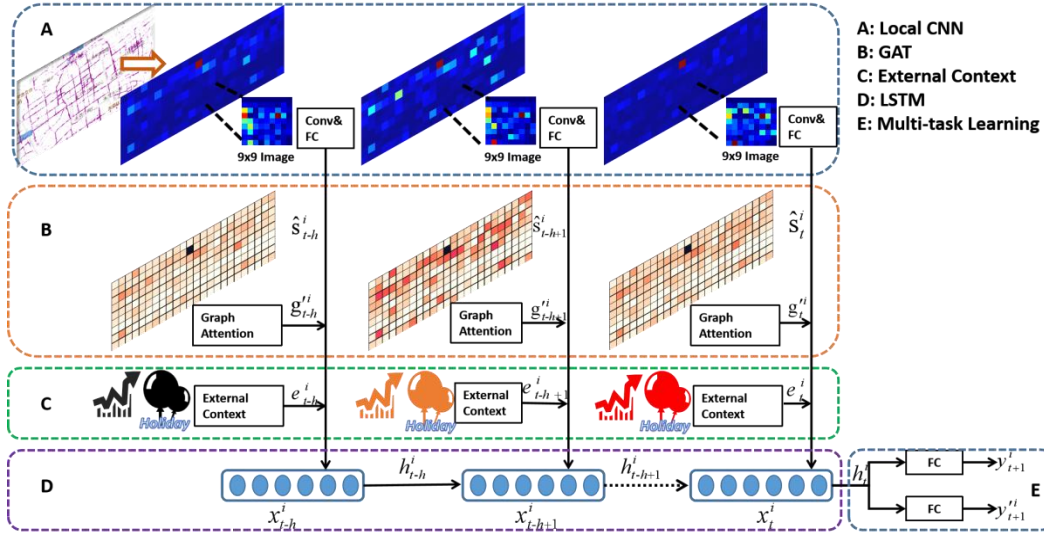 A
A: Local CNN
B: GAT
C: External Context
D: LSTM
E: Multi-task Learning
Conv& FC
Conv& FC
Conv& FC
9x9 Image
9x9 Image
9x9 Image
B
ŝ^i_{t-h}
ŝ^i_{t-h+1}
ŝ^i_t
Graph Attention
g'^i_{t-h}
Graph Attention
g'^i_{t-h+1}
Graph Attention
g'^i_t
C
Holiday
External Context
e^i_{t-h}
Holiday
External Context
e^i_{t-h+1}
Holiday
External Context
e^i_t
D
h^i_{t-h}
h^i_{t-h+1}
h^i_t
x^i_{t-h}
x^i_{t-h+1}
x^i_t
FC
y^i_{t+1}
E
FC
y'^i_{t+1}